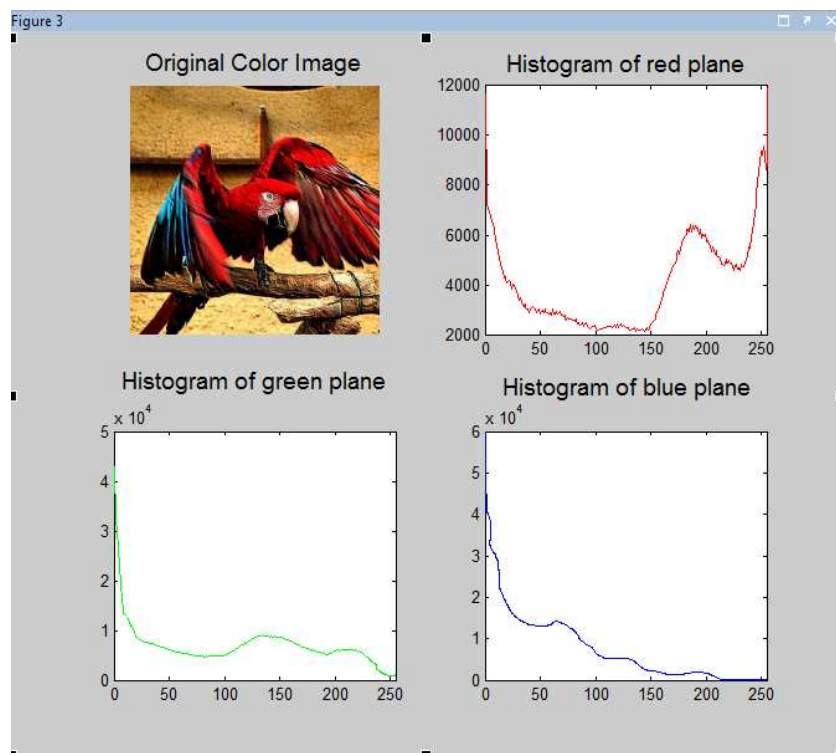 Figure 3
Original Color Image
Histogram of red plane
12000
10000
8000
6000
4000
2000
0 50 100 150 200 250
Histogram of green plane
x 10^4
5
4
3
2
1
0
0 50 100 150 200 250
Histogram of blue plane
x 10^4
6
5
4
3
2
1
0
0 50 100 150 200 250